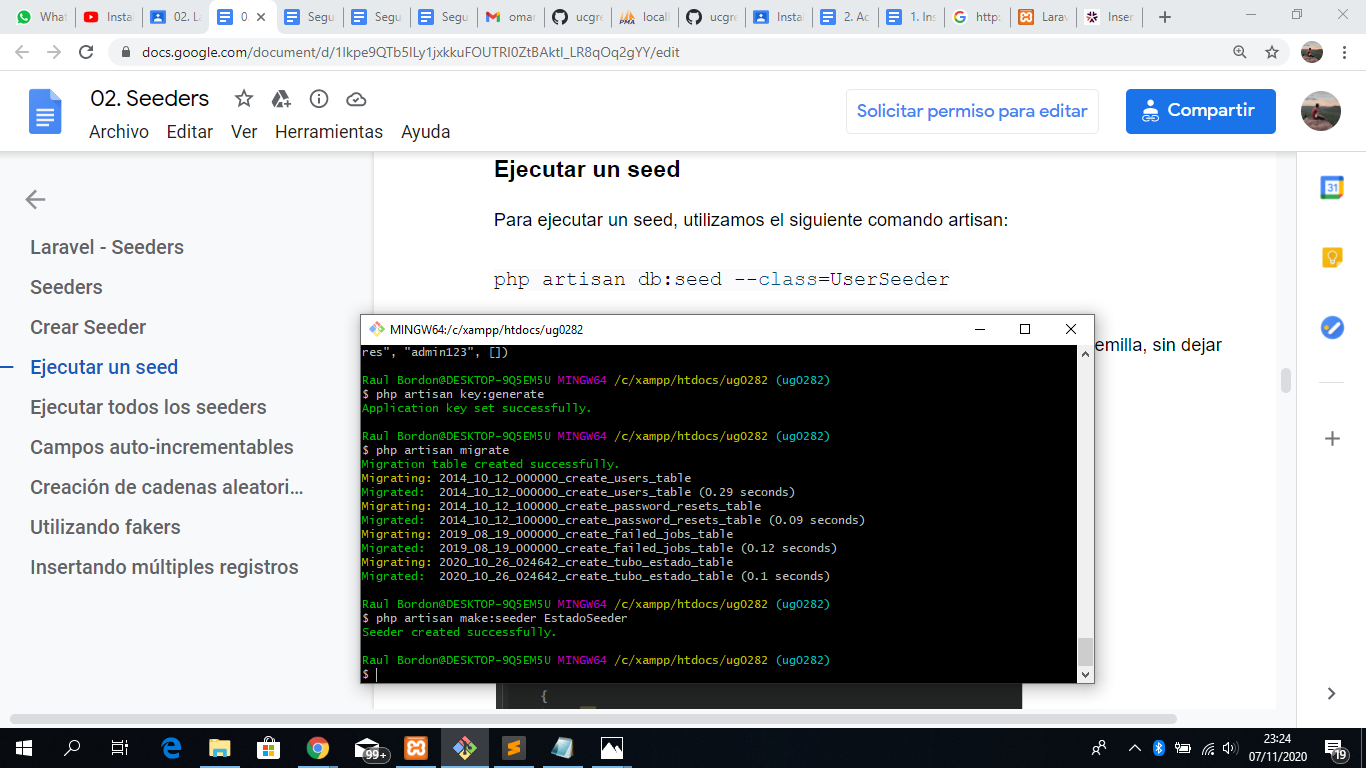 What
Insta
02. La
0.
Segu
Segu
Segu
omar
ucgre
locall
ucgre
Instal
2. Ac
1. Ins
http:
Larav
Inser
docs.google.com/document/d/1Ikpe9QTb5ILy1jxkkuFOUTRI0ZtBAktI_LR8qOq2gYY/edit
02. Seeders
Archivo Editar Ver Herramientas Ayuda
Solicitar permiso para editar
Compartir
Laravel - Seeders
Seeders
Crear Seeder
Ejecutar un seed
Ejecutar todos los seeders
Campos auto-incrementables
Creación de cadenas aleatori...
Utilizando fakers
Insertando múltiples registros
Ejecutar un seed
Para ejecutar un seed, utilizamos el siguiente comando artisan:
php artisan db:seed --class=UserSeeder
emilla, sin dejar
MINGW64:/c/xampp/htdocs/ug0282
res", "admin123", [])
Raul Bordon@DESKTOP-9Q5EM5U MINGW64 /c/xampp/htdocs/ug0282 (ug0282)
$ php artisan key:generate
Application key set successfully.
Raul Bordon@DESKTOP-9Q5EM5U MINGW64 /c/xampp/htdocs/ug0282 (ug0282)
$ php artisan migrate
Migration table created successfully.
Migrating: 2014_10_12_000000_create_users_table
Migrated:  2014_10_12_000000_create_users_table (0.29 seconds)
Migrating: 2014_10_12_100000_create_password_resets_table
Migrated:  2014_10_12_100000_create_password_resets_table (0.09 seconds)
Migrating: 2019_08_19_000000_create_failed_jobs_table
Migrated:  2019_08_19_000000_create_failed_jobs_table (0.12 seconds)
Migrating: 2020_10_26_024642_create_tubo_estado_table
Migrated:  2020_10_26_024642_create_tubo_estado_table (0.1 seconds)
Raul Bordon@DESKTOP-9Q5EM5U MINGW64 /c/xampp/htdocs/ug0282 (ug0282)
$ php artisan make:seeder EstadoSeeder
Seeder created successfully.
Raul Bordon@DESKTOP-9Q5EM5U MINGW64 /c/xampp/htdocs/ug0282 (ug0282)
$
{
31
99+
23:24
07/11/2020
19